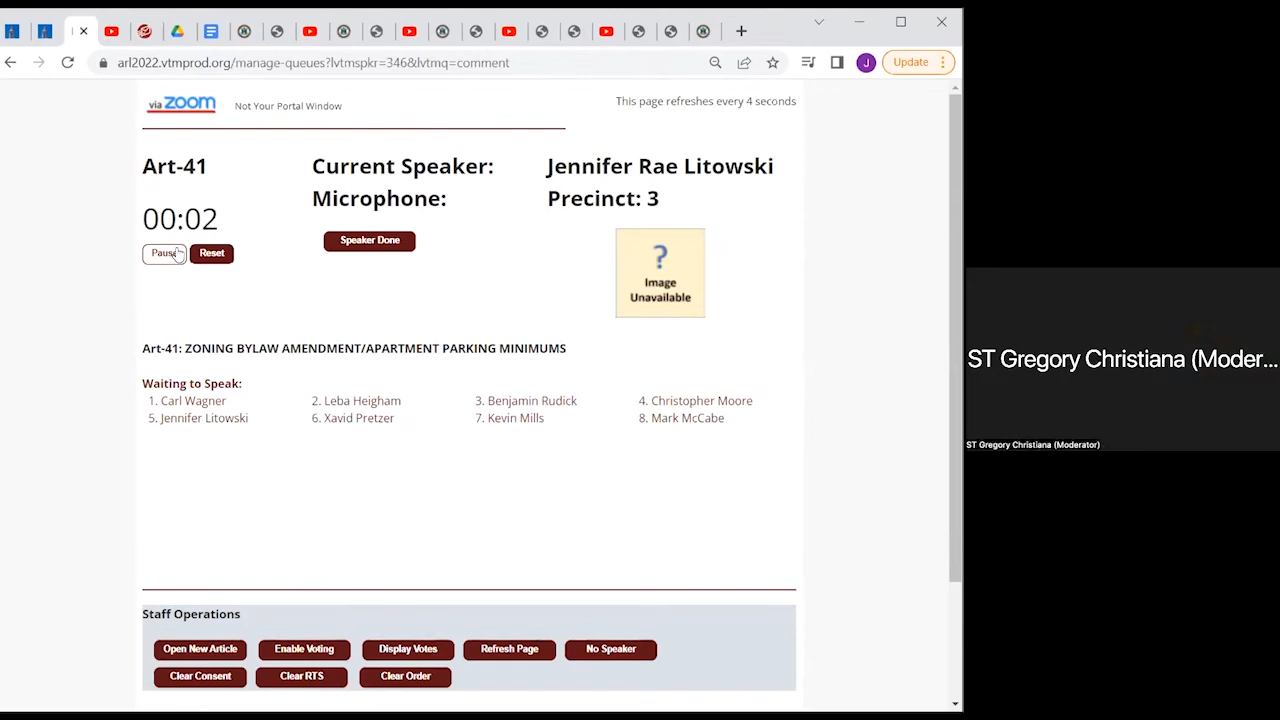 arl2022.vtmprod.org/manage-queues?lvtmspkr=346&lvtmq=comment
J
Update
via zoom
Not Your Portal Window
This page refreshes every 4 seconds
Art-41
Current Speaker:
Jennifer Rae Litowski
Microphone:
Precinct: 3
00:02
Pause
Reset
Speaker Done
?
Image
Unavailable
Art-41: ZONING BYLAW AMENDMENT/APARTMENT PARKING MINIMUMS
Waiting to Speak:
1. Carl Wagner 2. Leba Heigham 3. Benjamin Rudick 4. Christopher Moore
5. Jennifer Litowski 6. Xavid Pretzer 7. Kevin Mills 8. Mark McCabe
Staff Operations
Open New Article Enable Voting Display Votes Refresh Page No Speaker
Clear Consent Clear RTS Clear Order
ST Gregory Christiana (Moder...
ST Gregory Christiana (Moderator)